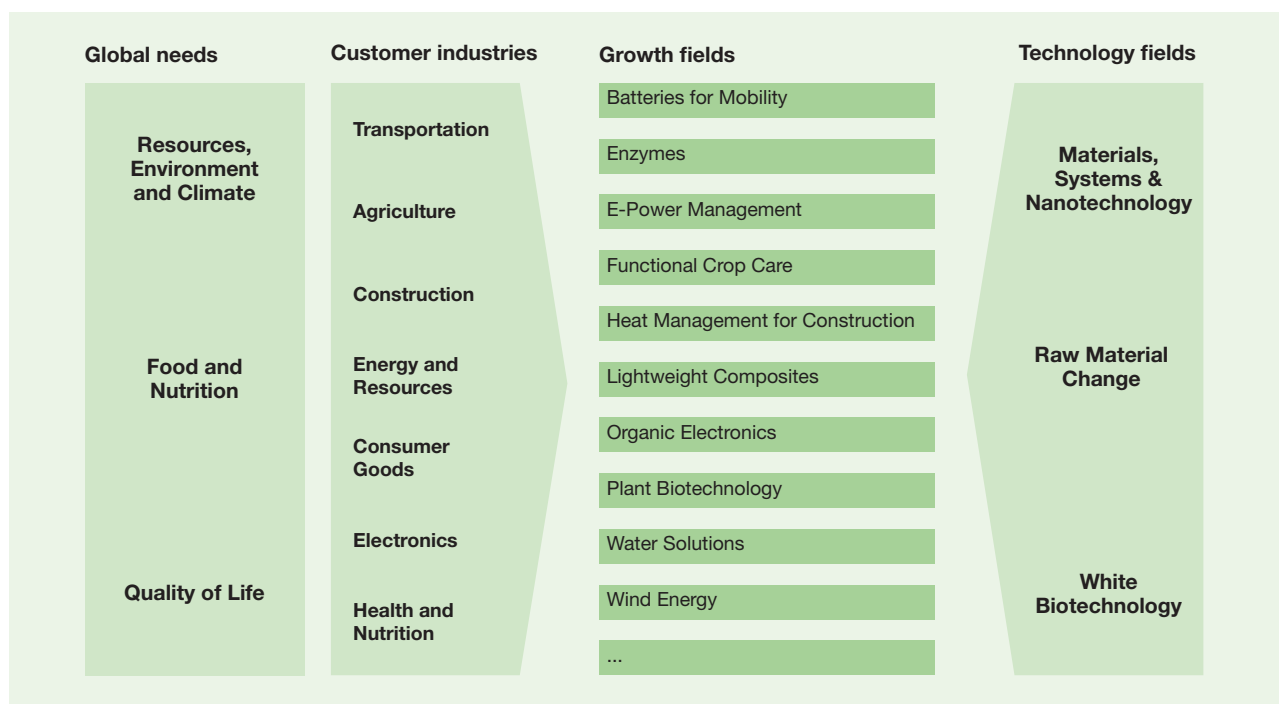 Global needs
Resources,
Environment
and Climate
Food and
Nutrition
Quality of Life
Customer industries
Transportation
Agriculture
Construction
Energy and
Resources
Consumer
Goods
Electronics
Health and
Nutrition
Growth fields
Batteries for Mobility
Enzymes
E-Power Management
Functional Crop Care
Heat Management for Construction
Lightweight Composites
Organic Electronics
Plant Biotechnology
Water Solutions
Wind Energy
...
Technology fields
Materials,
Systems &
Nanotechnology
Raw Material
Change
White
Biotechnology